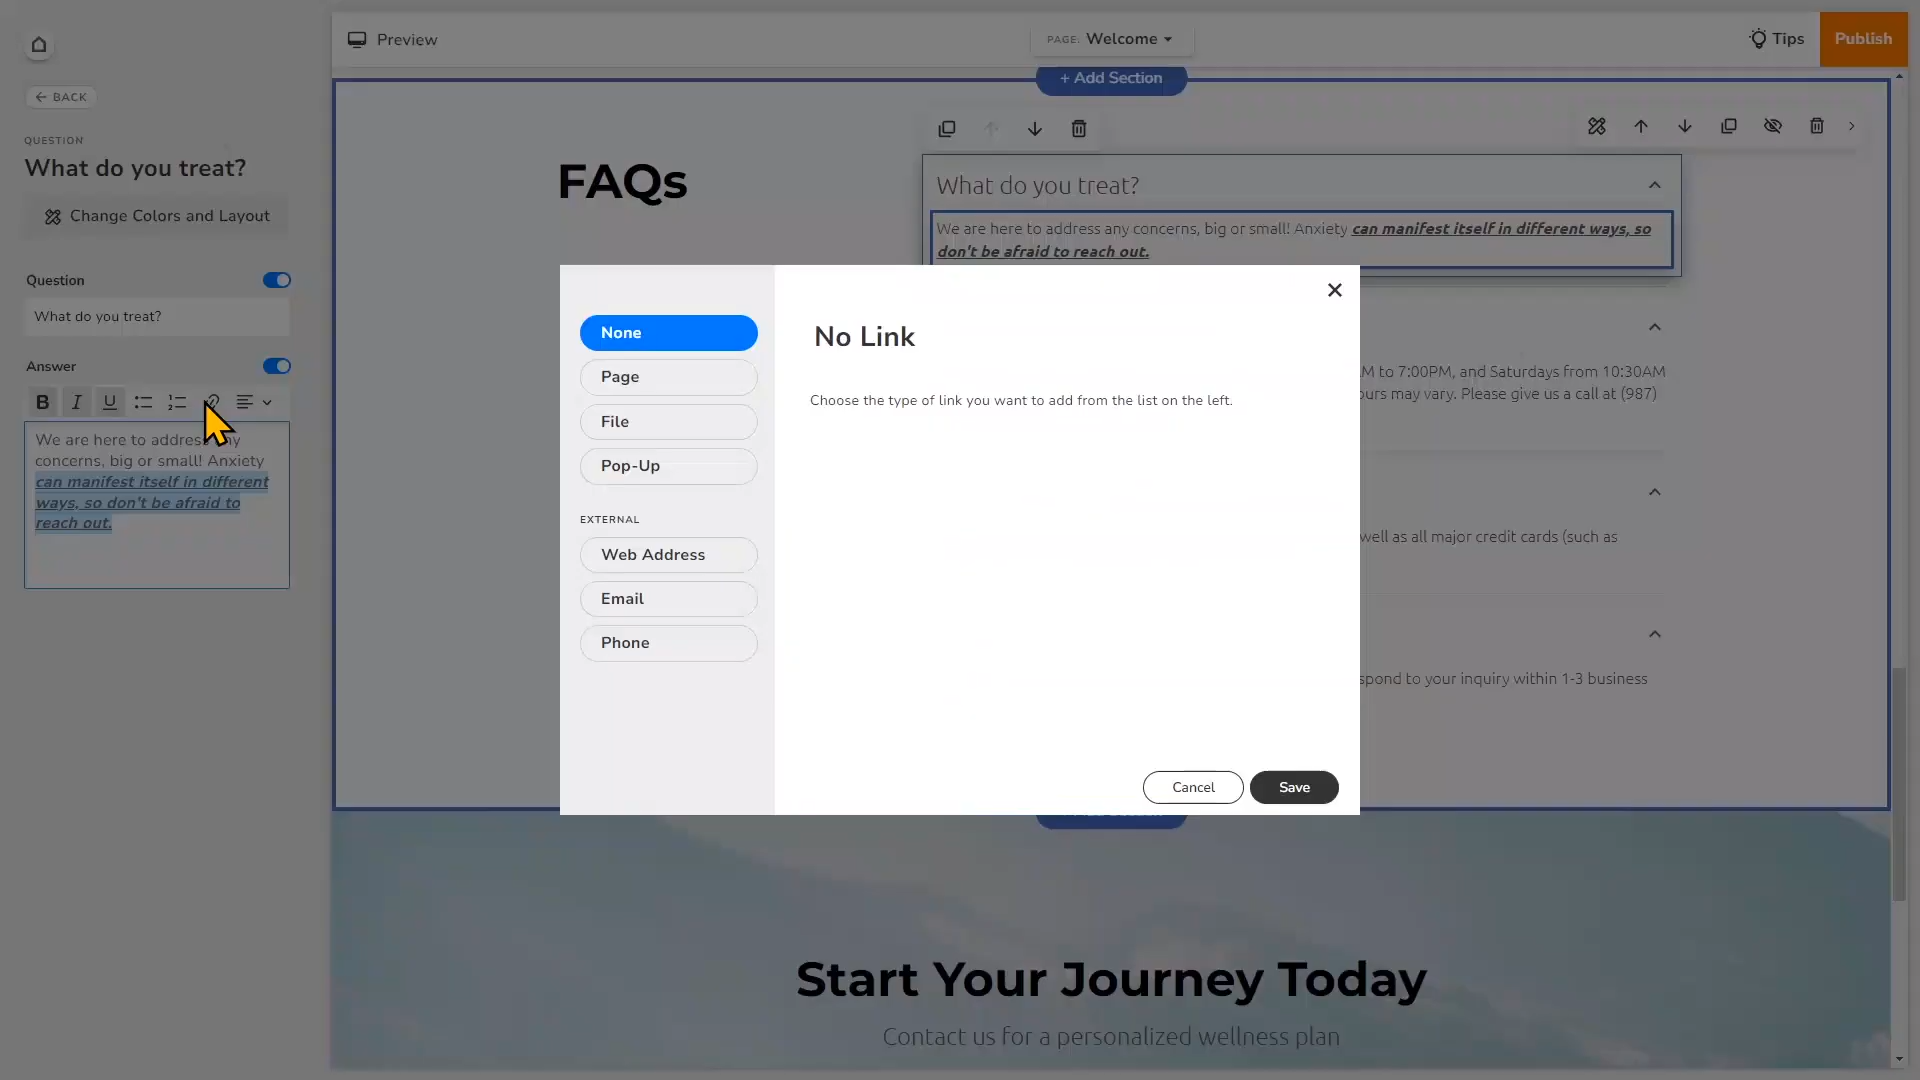 Preview
PAGE: Welcome
Tips
Publish
+ Add Section
BACK
QUESTION
What do you treat?
Change Colors and Layout
Question
What do you treat?
Answer
B I U
We are here to address any
concerns, big or small! Anxiety
can manifest itself in different
ways, so don't be afraid to
reach out.
FAQs
What do you treat?
We are here to address any concerns, big or small! Anxiety can manifest itself in different ways, so
don't be afraid to reach out.
M to 7:00PM, and Saturdays from 10:30AM
ours may vary. Please give us a call at (987)
well as all major credit cards (such as
spond to your inquiry within 1-3 business
None
Page
File
Pop-Up
EXTERNAL
Web Address
Email
Phone
No Link
Choose the type of link you want to add from the list on the left.
Cancel
Save
Start Your Journey Today
Contact us for a personalized wellness plan